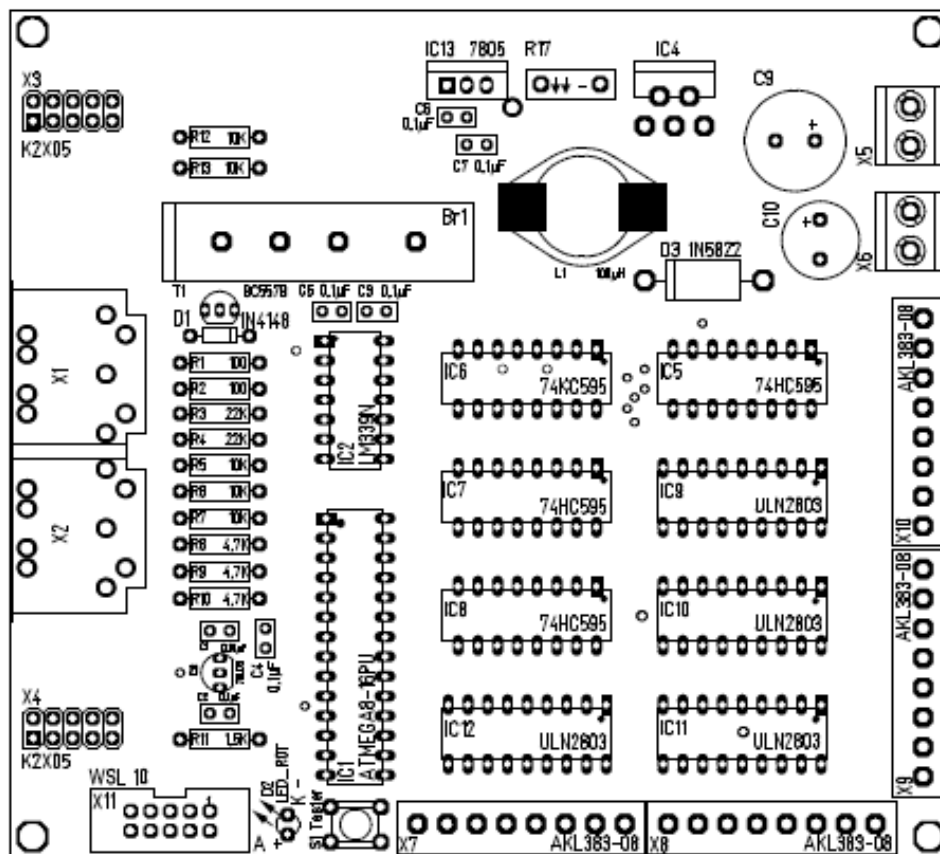 IC13 7805 R17 IC4
X3
C9
C6
0.1µF
K2X05
R12 10K
C7 0.1µF
X5
R13 10K
Br1
C10
X6
D3 1N5822
L1 100µH
T1 BC557B
C5 0.1µF C3 0.1µF
D1 1N4148
AKL383-08
X1
R1 100
R2 100
R3 22K
R4 22K
R5 10K
R6 10K
R7 10K
R8 4.7K
R9 4.7K
R10 4.7K
IC2
LM339N
IC6
74KC595
IC5
74HC595
IC7
74HC595
IC9
ULN2803
X10
X2
AKL383-08
IC8
74HC595
IC10
ULN2803
C4
0.1µF
X4
K2X05
R11 1.5K
IC1
ATMEGA8-16PU
IC12
ULN2803
IC11
ULN2803
X9
WSL 10
X11
D2
LED_ROT
K -
A +
S1 Taster
X7 AKL383-08
X8 AKL383-08